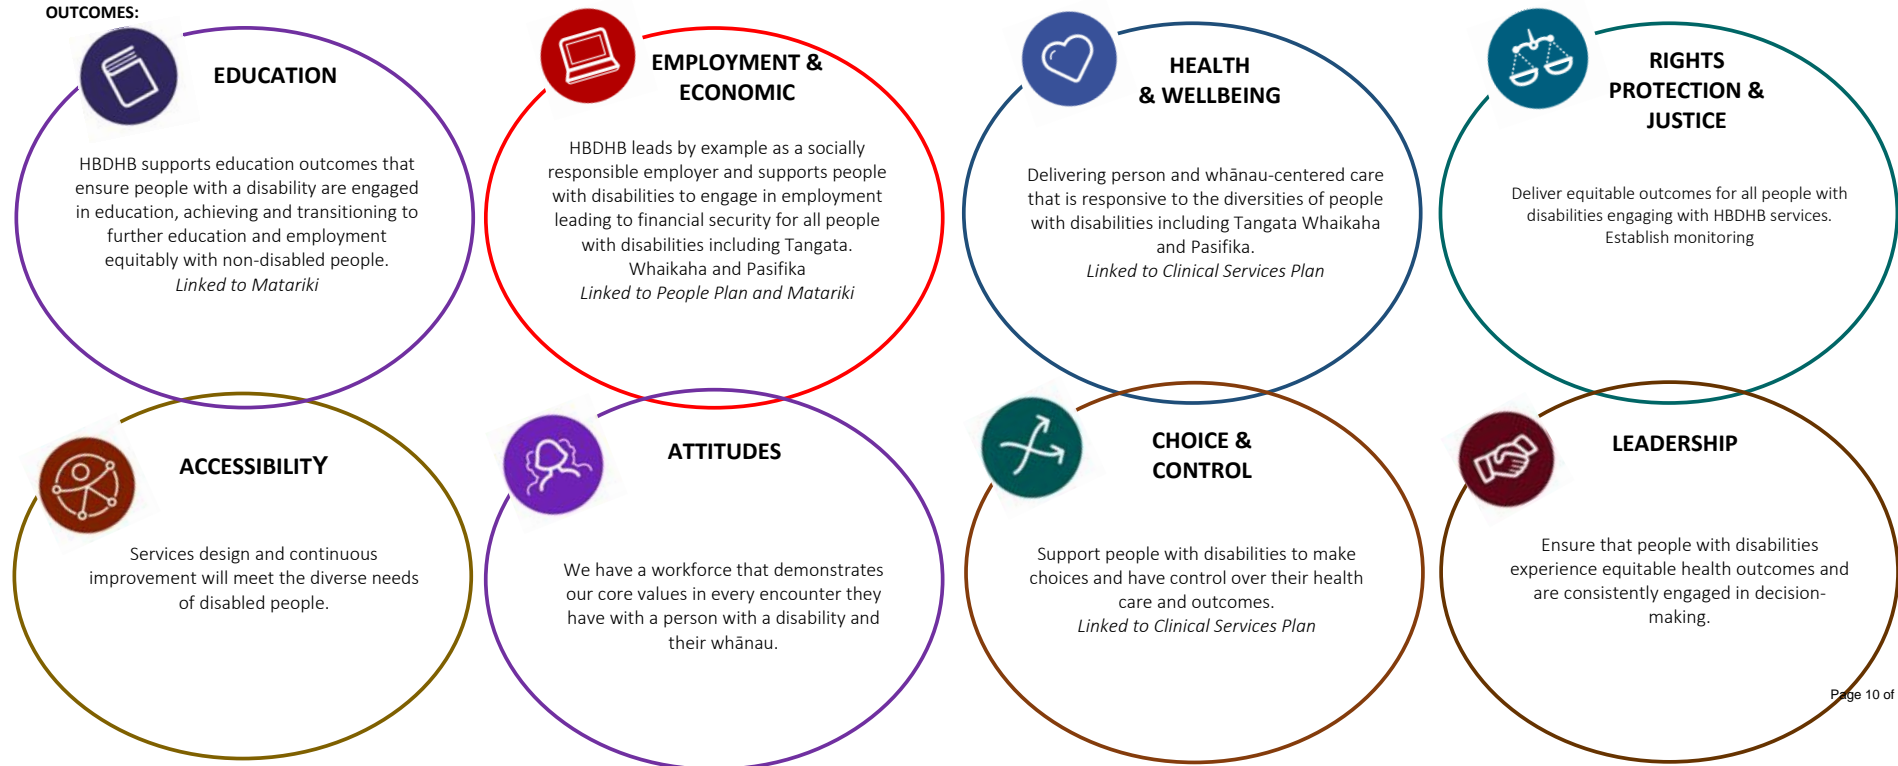 OUTCOMES:
EDUCATION
HBDHB supports education outcomes that
ensure people with a disability are engaged
in education, achieving and transitioning to
further education and employment
equitably with non-disabled people.
Linked to Matariki
EMPLOYMENT &
ECONOMIC
HBDHB leads by example as a socially
responsible employer and supports people
with disabilities to engage in employment
leading to financial security for all people
with disabilities including Tangata.
Whaikaha and Pasifika
Linked to People Plan and Matariki
HEALTH
& WELLBEING
Delivering person and whānau-centered care
that is responsive to the diversities of people
with disabilities including Tangata Whaikaha
and Pasifika.
Linked to Clinical Services Plan
RIGHTS
PROTECTION &
JUSTICE
Deliver equitable outcomes for all people with
disabilities engaging with HBDHB services.
Establish monitoring
ACCESSIBILITY
Services design and continuous
improvement will meet the diverse needs
of disabled people.
ATTITUDES
We have a workforce that demonstrates
our core values in every encounter they
have with a person with a disability and
their whānau.
CHOICE &
CONTROL
Support people with disabilities to make
choices and have control over their health
care and outcomes.
Linked to Clinical Services Plan
LEADERSHIP
Ensure that people with disabilities
experience equitable health outcomes and
are consistently engaged in decision-
making.
Page 10 of